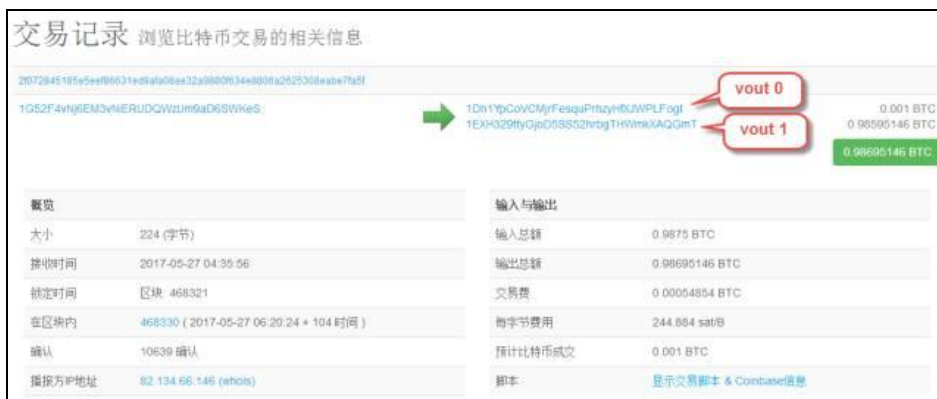 交易记录 浏览比特币交易的相关信息
vout 0
0.001 BTC
vout 1
0.98595146 BTC
0.98695146 BTC
概览
输入与输出
大小 224 (字节)
输入总额 0.9875 BTC
接收时间 2017-05-27 04:35:56
输出总额 0.98695146 BTC
锁定时间 区块: 468321
交易费 0.00054854 BTC
在区块内 468330 ( 2017-05-27 06:20:24 + 104 时间 )
每字节费用 244.884 sat/B
确认 10639 确认
预计比特币成交 0.001 BTC
播报方IP地址 82.134.66.146 (whois)
脚本 显示交易脚本 & Coinbase信息